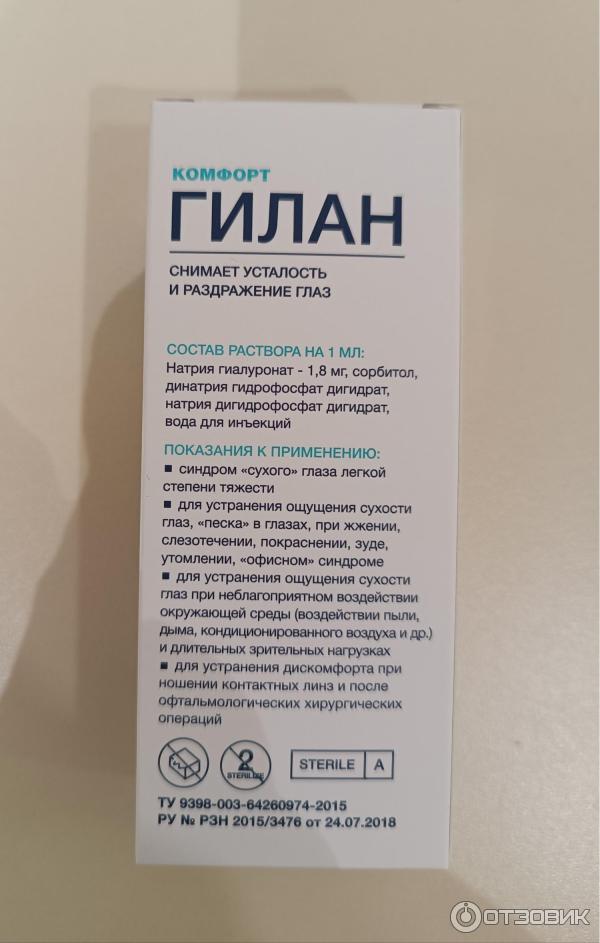 КОМФОРТ
ГИЛАН
СНИМАЕТ УСТАЛОСТЬ
И РАЗДРАЖЕНИЕ ГЛАЗ
СОСТАВ РАСТВОРА НА 1 МЛ:
Натрия гиалуронат - 1,8 мг, сорбитол,
динатрия гидрофосфат дигидрат,
натрия дигидрофосфат дигидрат,
вода для инъекций
ПОКАЗАНИЯ К ПРИМЕНЕНИЮ:
■ синдром «сухого» глаза легкой
степени тяжести
■ для устранения ощущения сухости
глаз, «песка» в глазах, при жжении,
слезотечении, покраснении, зуде,
утомлении, «офисном» синдроме
■ для устранения ощущения сухости
глаз при неблагоприятном воздействии
окружающей среды (воздействии пыли,
дыма, кондиционированного воздуха и др.)
и длительных зрительных нагрузках
■ для устранения дискомфорта при
ношении контактных линз и после
офтальмологических хирургических
операций
2 STERILIZE STERILE A
ТУ 9398-003-64260974-2015
РУ № РЗН 2015/3476 от 24.07.2018
ОТЗОВИК